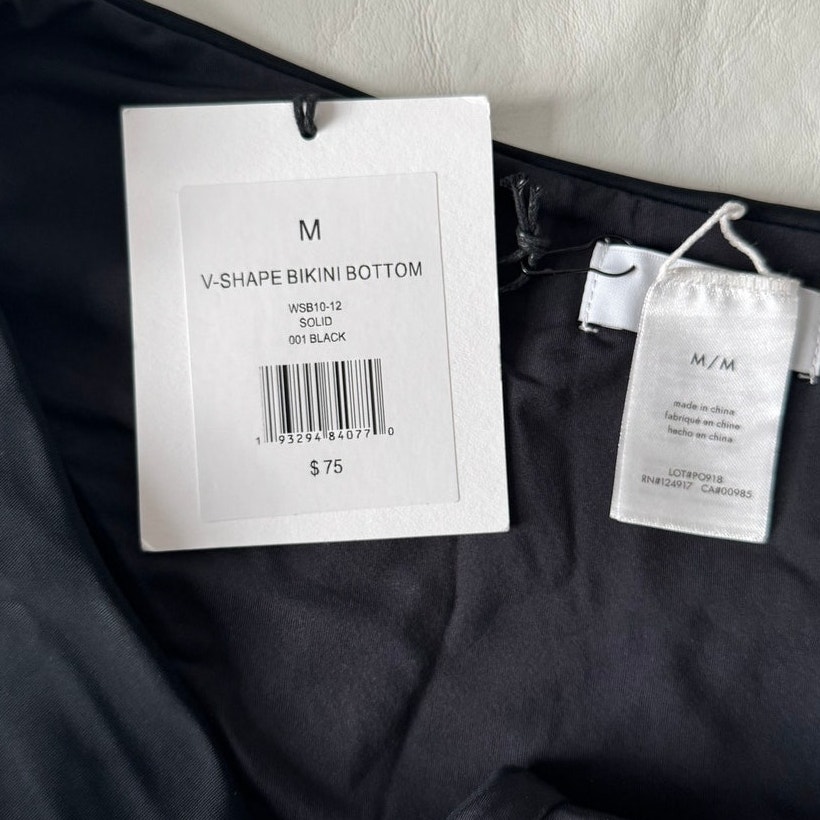 M
V-SHAPE BIKINI BOTTOM
WSB10-12
SOLID
001 BLACK
1 93294 84077 0
$75
M/M
made in china
fabriqué en chine
hecho en china
LOT#PO918
RN#124917 CA#00985